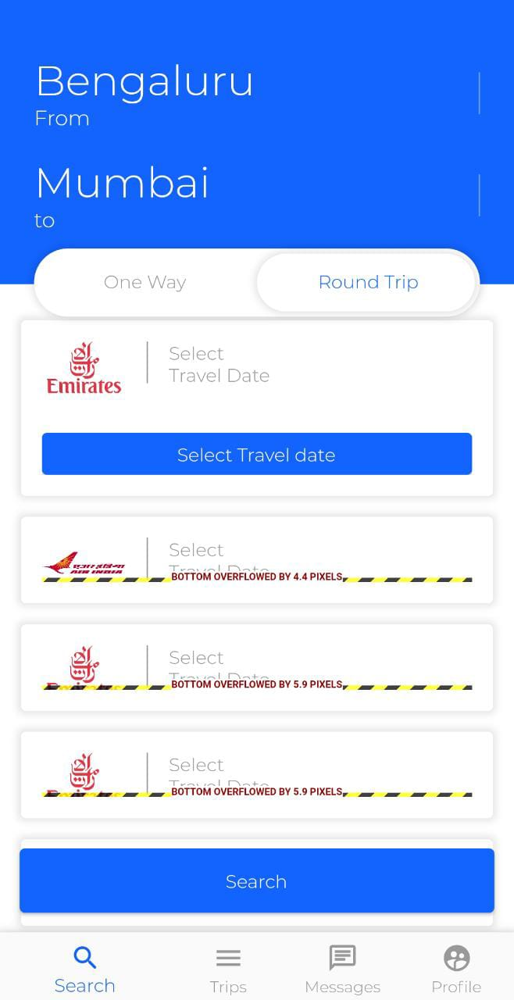 Bengaluru
From
Mumbai
to
One Way
Round Trip
Emirates
Select
Travel Date
Select Travel date
AIR INDIA
Select
Travel Date
BOTTOM OVERFLOWED BY 4.4 PIXELS
Select
Travel Date
BOTTOM OVERFLOWED BY 5.9 PIXELS
Select
Travel Date
BOTTOM OVERFLOWED BY 5.9 PIXELS
Search
Search
Trips
Messages
Profile